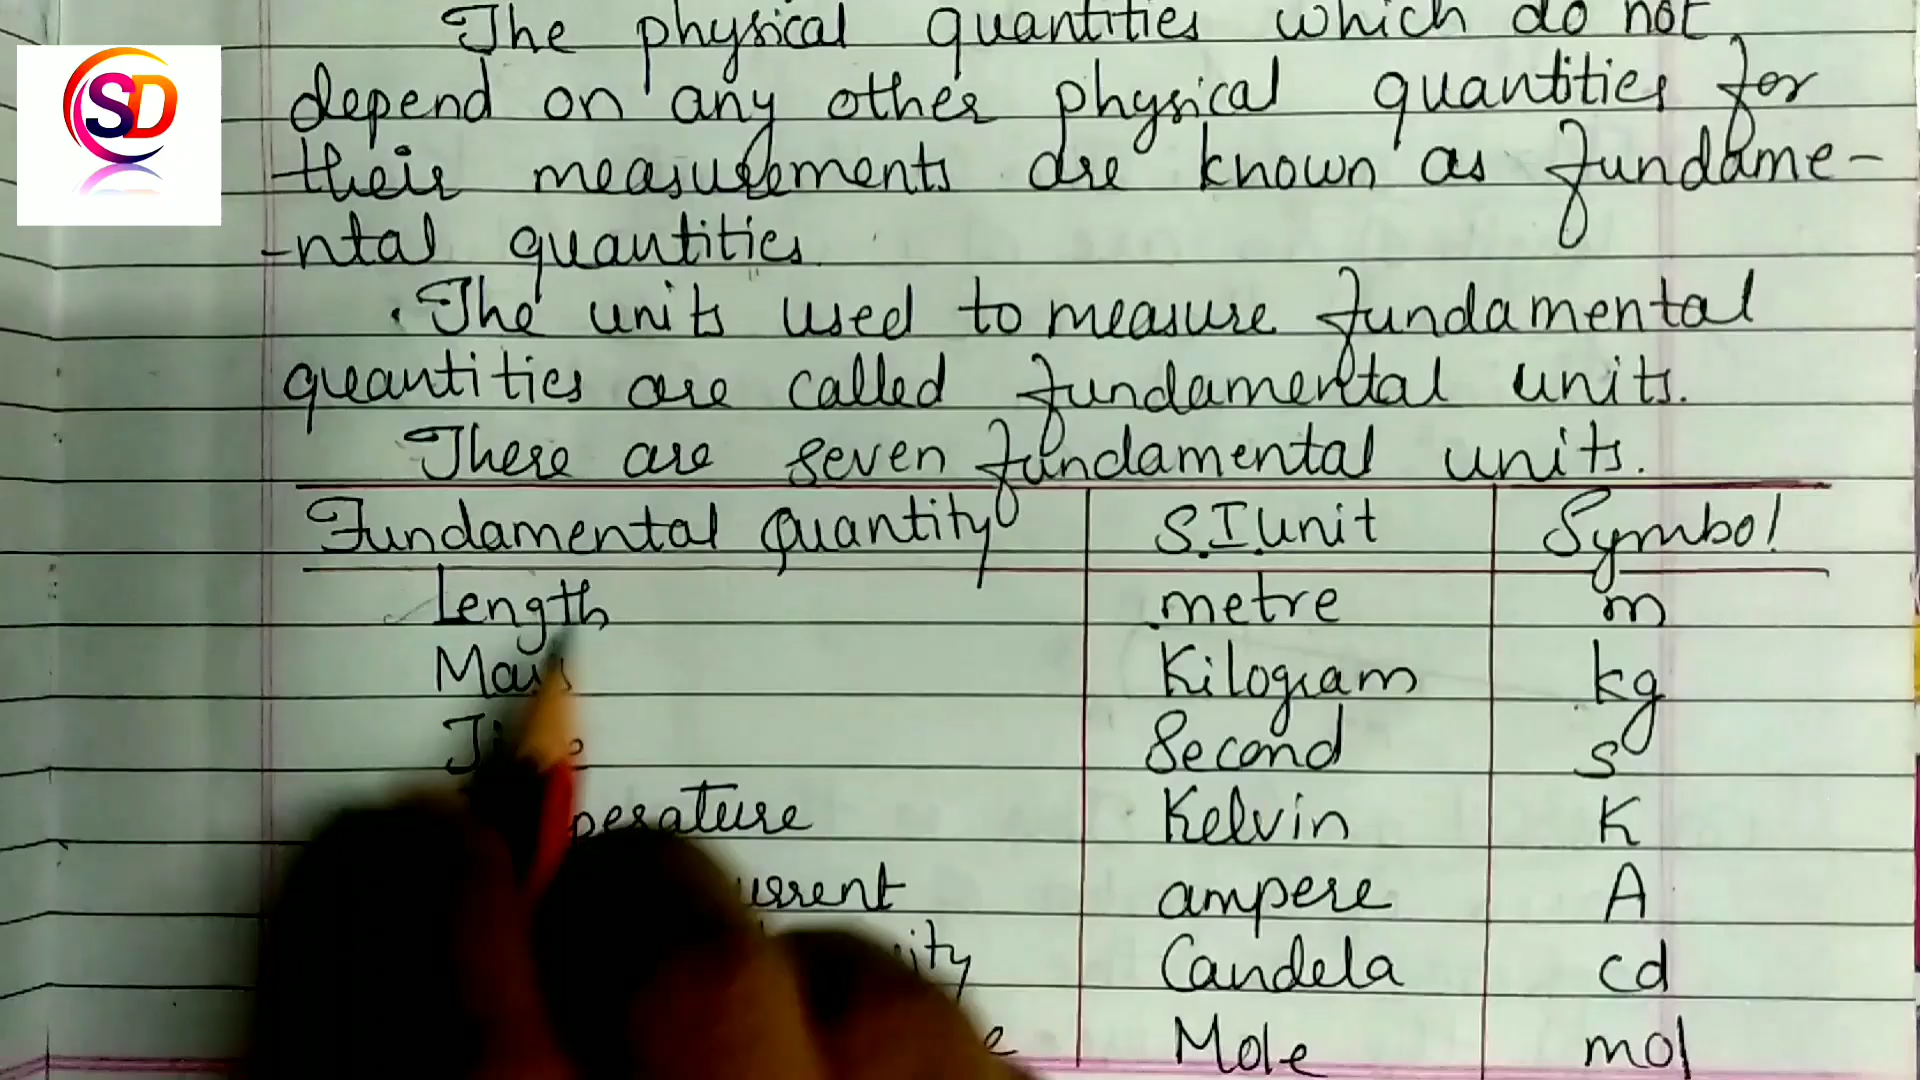 SD
The physical quantities which do not
depend on any other physical quantities for
their measurements are known as fundame-
-ntal quantities
. The units used to measure fundamental
quantities are called fundamental units.
There are seven fundamental units.
Fundamental Quantity S.I.Unit Symbol
Length metre m
Mass Kilogram kg
Second s
Kelvin K
ampere A
Candela cd
Mole mol